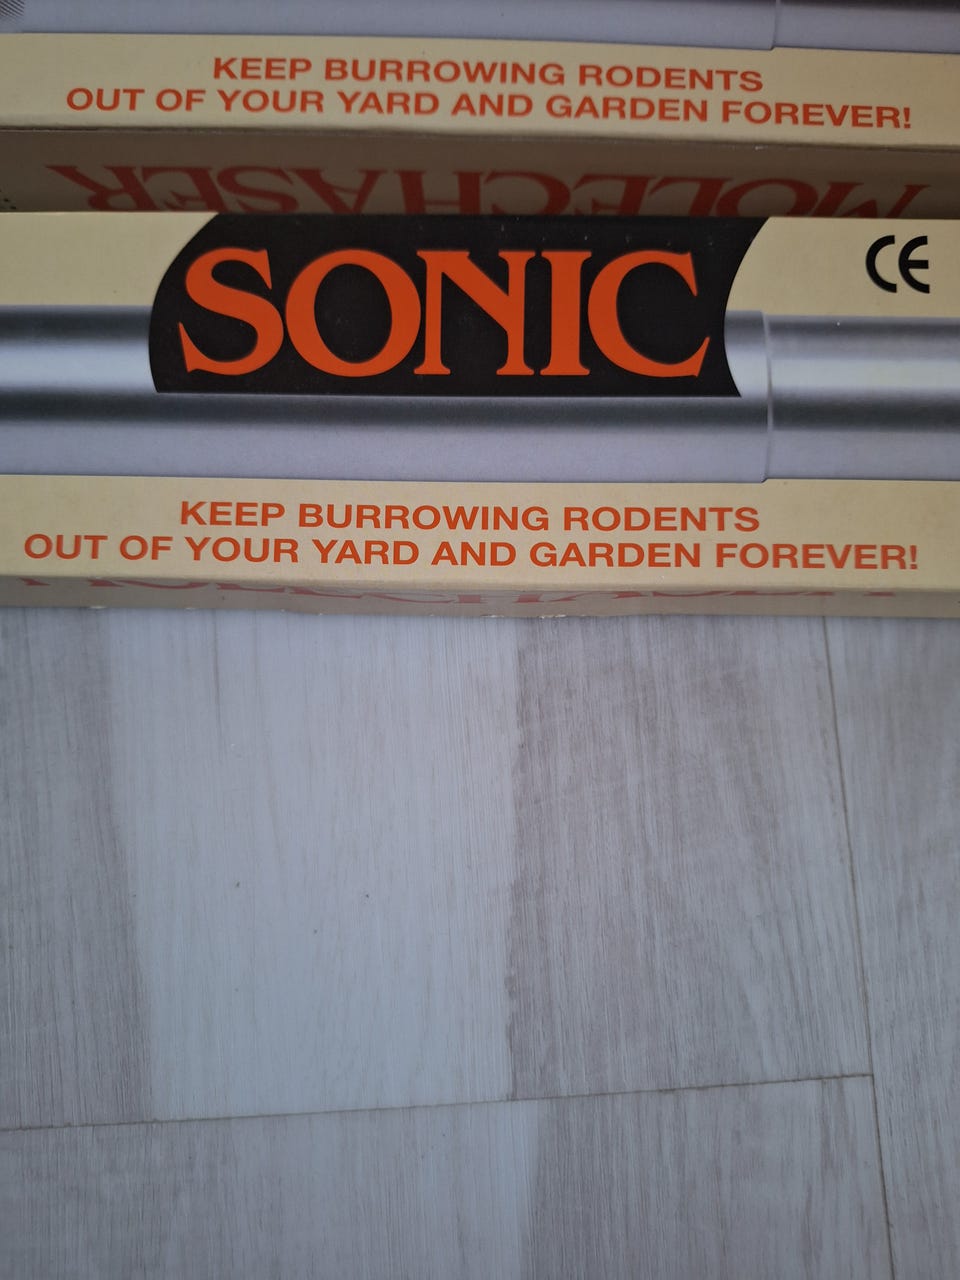 KEEP BURROWING RODENTS
OUT OF YOUR YARD AND GARDEN FOREVER!
MOLECHASER
SONIC
CE
KEEP BURROWING RODENTS
OUT OF YOUR YARD AND GARDEN FOREVER!
MOLECHASER